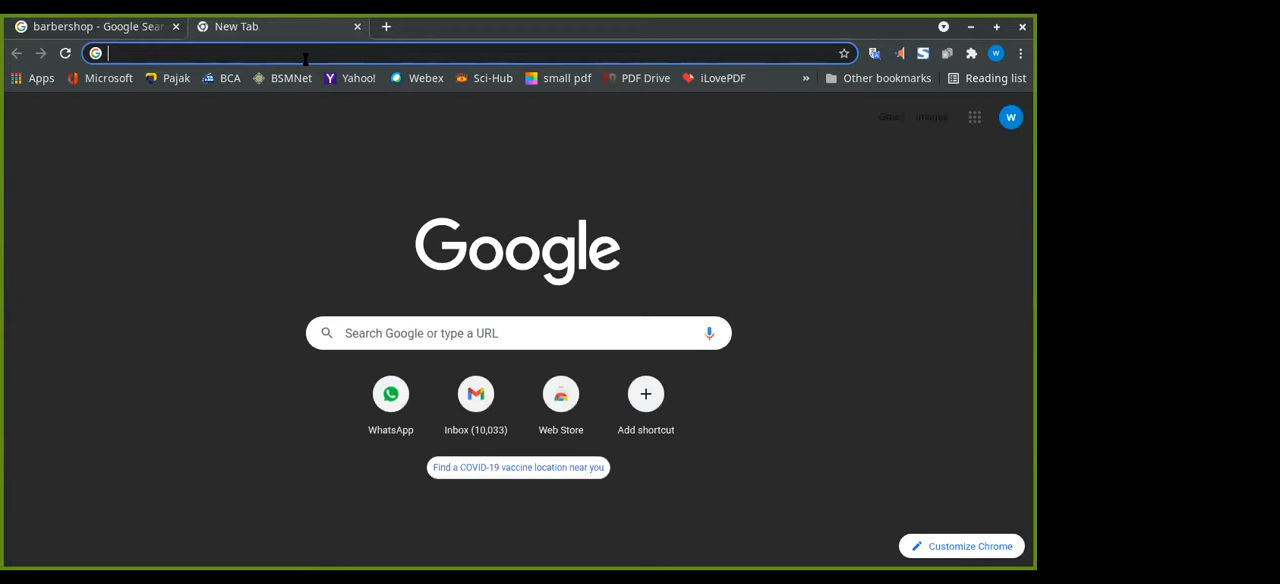 barbershop - Google Sear
New Tab
Apps Microsoft Pajak BCA BSMNet Yahoo! Webex Sci-Hub small pdf PDF Drive iLovePDF » Other bookmarks Reading list
Gmail Images W
Google
Search Google or type a URL
WhatsApp Inbox (10,033) Web Store Add shortcut
Find a COVID-19 vaccine location near you
Customize Chrome